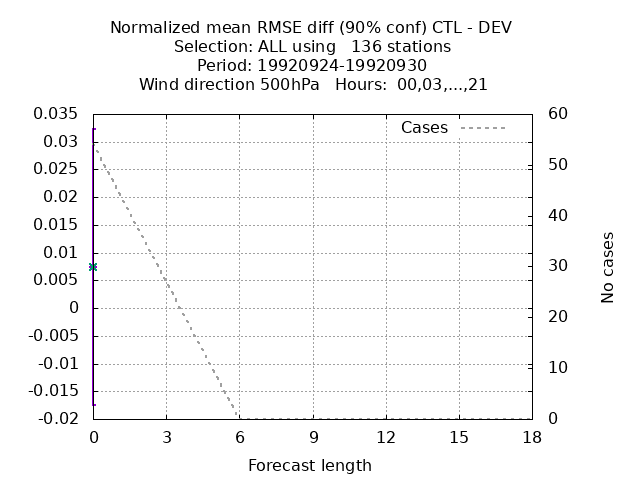 Normalized mean RMSE diff (90% conf) CTL - DEV
Selection: ALL using   136 stations
Period: 19920924-19920930
Wind direction 500hPa   Hours:  00,03,...,21
Cases
0.035
0.03
0.025
0.02
0.015
0.01
0.005
0
-0.005
-0.01
-0.015
-0.02
60
50
40
30
20
10
0
No cases
0 3 6 9 12 15 18
Forecast length